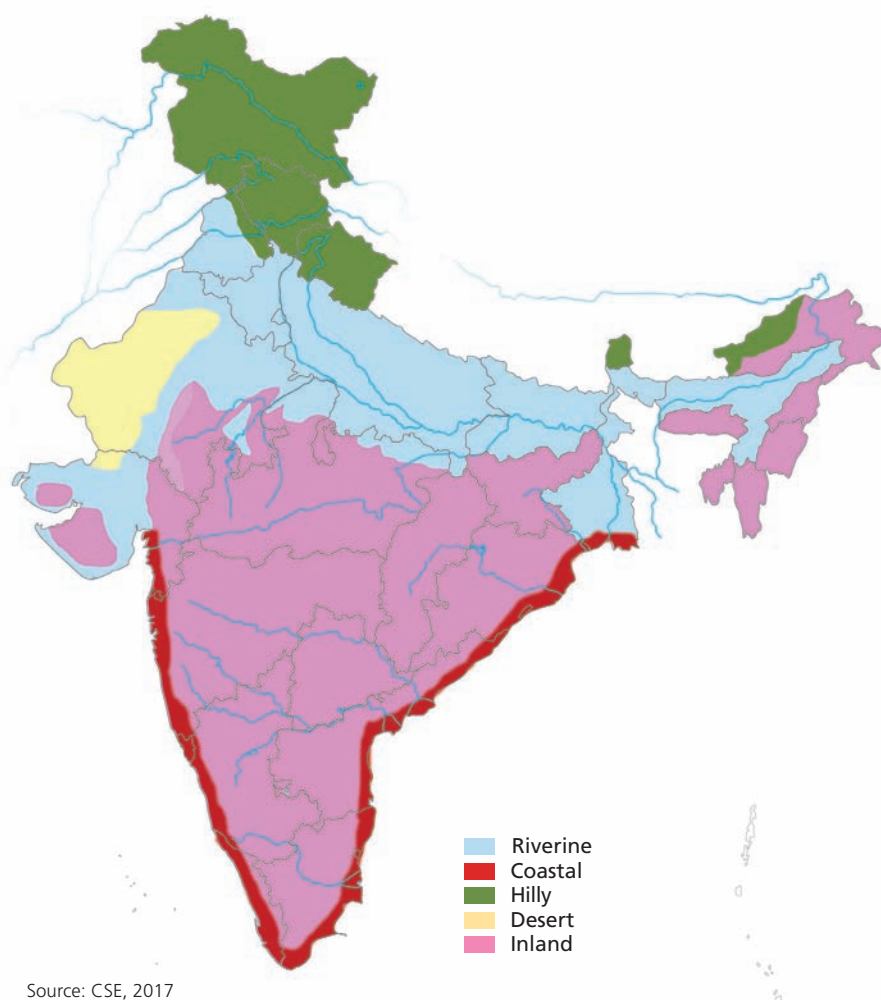 Riverine
Coastal
Hilly
Desert
Inland
Source: CSE, 2017